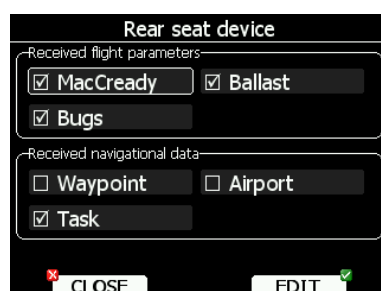 Rear seat device
Received flight parameters
MacCready Ballast
Bugs
Received navigational data
Waypoint Airport
Task
CLOSE EDIT